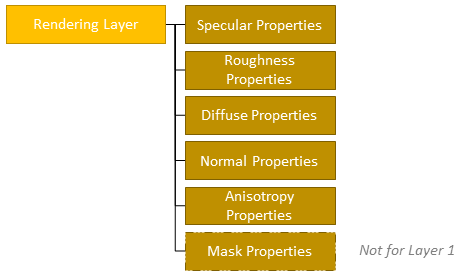 Rendering Layer
Specular Properties
Roughness
Properties
Diffuse Properties
Normal Properties
Anisotropy
Properties
Mask Properties
Not for Layer 1